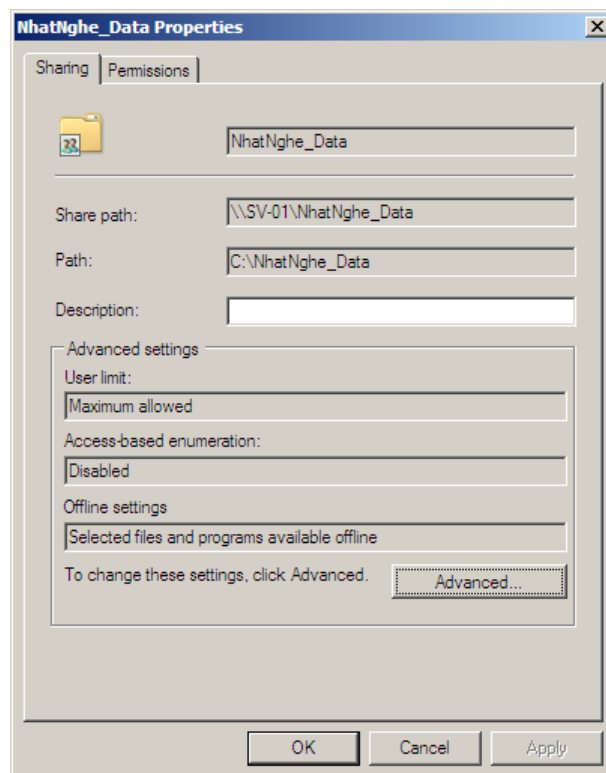 NhatNghe_Data Properties
Sharing
Permissions
NhatNghe_Data
Share path:
\\SV-01\NhatNghe_Data
Path:
C:\NhatNghe_Data
Description:
Advanced settings
User limit:
Maximum allowed
Access-based enumeration:
Disabled
Offline settings
Selected files and programs available offline
To change these settings, click Advanced.
Advanced...
OK
Cancel
Apply